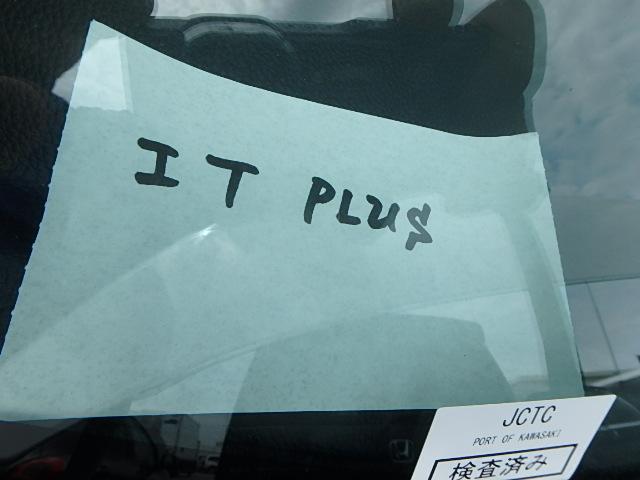 IT PLUS
JCTC
PORT OF KAWASAKI
検査済み